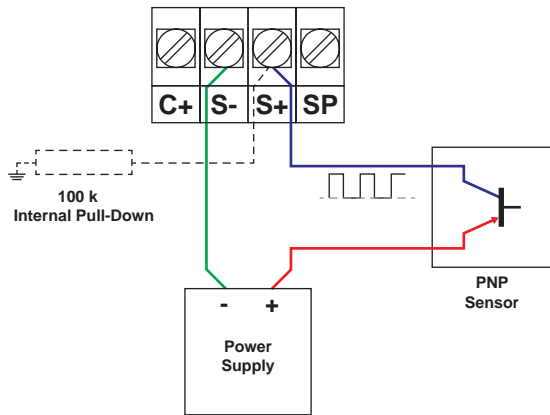 C+ S- S+ SP
100 k
Internal Pull-Down
PNP
Sensor
- +
Power
Supply